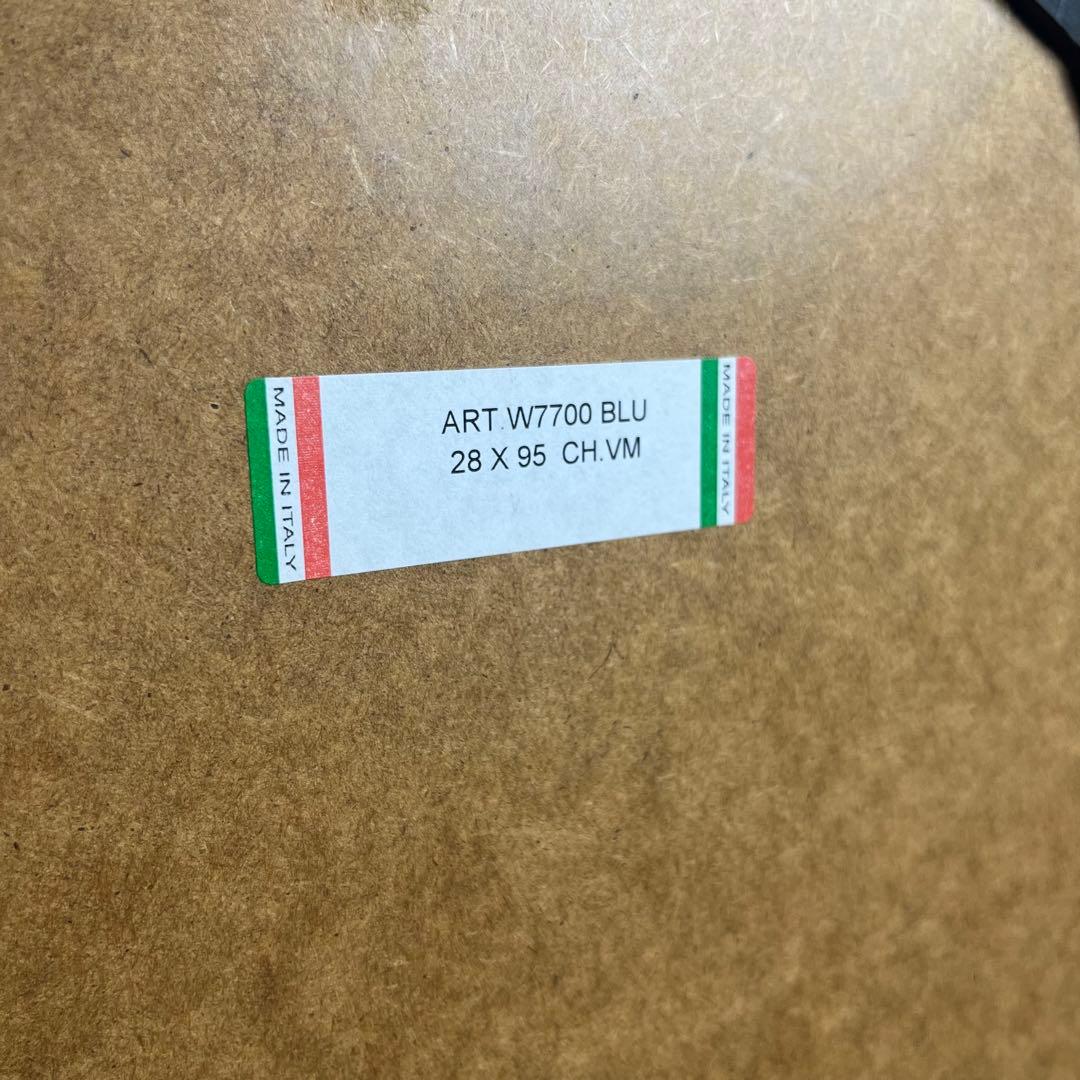 MADE IN ITALY
ART.W7700 BLU
28 X 95 CH.VM
MADE IN ITALY